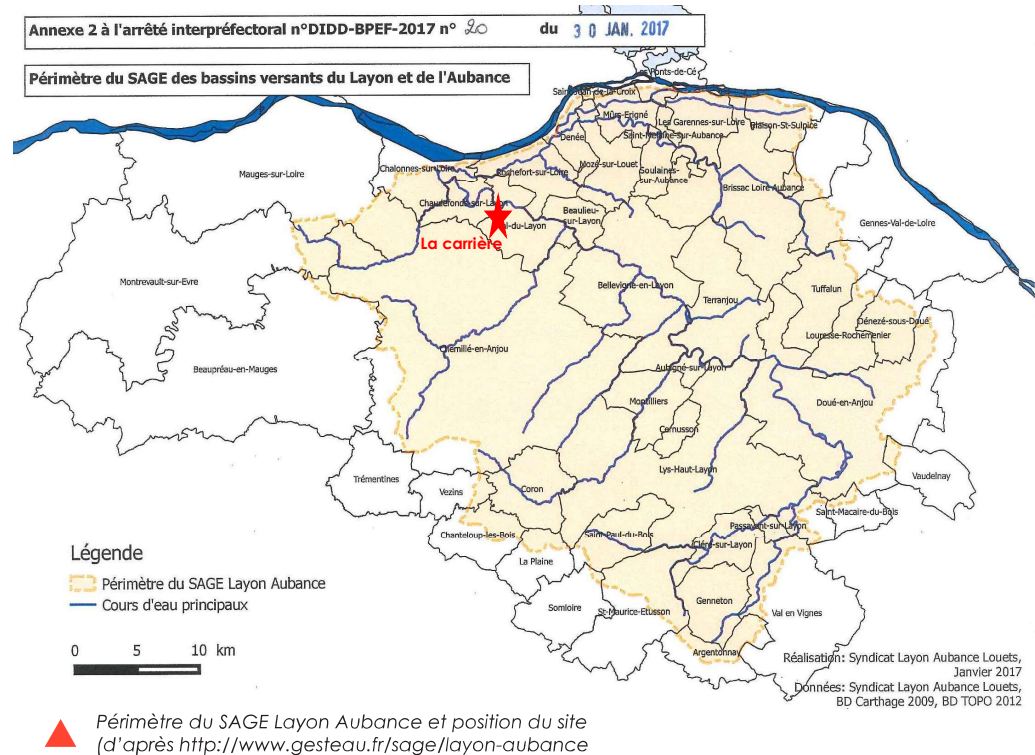 Annexe 2 à l'arrêté interpréfectoral n°DIDD-BPEF-2017 n° 20 du 30 JAN. 2017
Périmètre du SAGE des bassins versants du Layon et de l'Aubance
es Ponts-de-Cé
Saint-Jean-de-la-Croix
Mûrs-Erigné
Les Garennes-sur-Loire
Blaison-St-Sulpice
Denée
Saint-Melaine-sur-Aubance
Mauges-sur-Loire
Chalonnes-sur-Loire
Rochefort-sur-Loire
Mozé-sur-Louet
Soulaines-
sur-Aubance
Brissac Loire Aubance
Chaudefonds-sur-Layon
Beaulieu-
sur-Layon
al-du-Layon
Gennes-Val-de-Loire
La carrière
Montrevault-sur-Evre
Bellevigne-en-Layon
Terranjou
Tuffalun
Dénezé-sous-Doué
Louresse-Rochemenier
Chemillé-en-Anjou
Beaupréau-en-Mauges
Aubigné-sur-Layon
Montilliers
Doué-en-Anjou
Cernusson
Lys-Haut-Layon
Trémentines
Vezins
Coron
Vaudelnay
Saint-Macaire-du-Bois
Passavant-sur-Layon
Chanteloup-les-Bois
Saint-Paul-du-Bois
Cléré-sur-Layon
La Plaine
Somloire
St-Maurice-Etusson
Genneton
Val en Vignes
Argentonnay
Légende
Périmètre du SAGE Layon Aubance
Cours d'eau principaux
0 5 10 km
Réalisation: Syndicat Layon Aubance Louets,
Janvier 2017
Données: Syndicat Layon Aubance Louets,
BD Carthage 2009, BD TOPO 2012
Périmètre du SAGE Layon Aubance et position du site
(d'après http://www.gesteau.fr/sage/layon-aubance